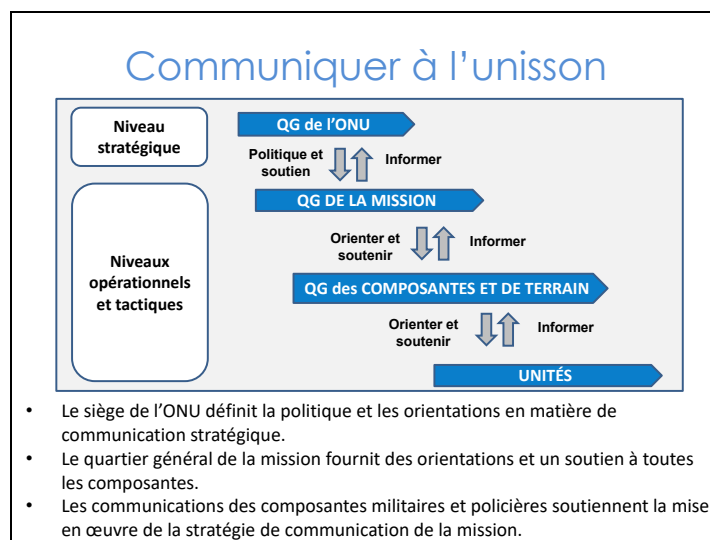 Communiquer à l’unisson
Niveau
stratégique
QG de l’ONU
Politique et
soutien
Informer
QG DE LA MISSION
Niveaux
opérationnels
et tactiques
Orienter et
soutenir
Informer
QG des COMPOSANTES ET DE TERRAIN
Orienter et
soutenir
Informer
UNITÉS
• Le siège de l’ONU définit la politique et les orientations en matière de
communication stratégique.
• Le quartier général de la mission fournit des orientations et un soutien à toutes
les composantes.
• Les communications des composantes militaires et policières soutiennent la mise
en œuvre de la stratégie de communication de la mission.